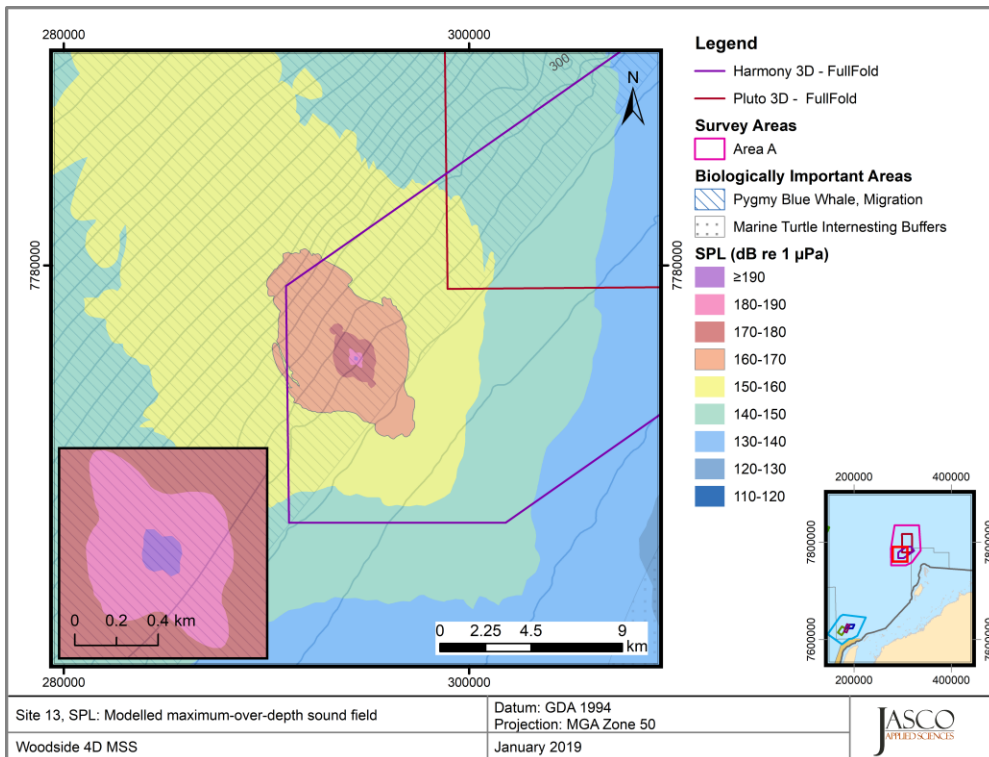 280000
300000
7780000
7780000
300
N
0 0.2 0.4 km
0 2.25 4.5 9
km
280000
300000
Legend
Harmony 3D - FullFold
Pluto 3D - FullFold
Survey Areas
Area A
Biologically Important Areas
Pygmy Blue Whale, Migration
Marine Turtle Internesting Buffers
SPL (dB re 1 µPa)
≥190
180-190
170-180
160-170
150-160
140-150
130-140
120-130
110-120
200000 400000
7800000
7800000
7600000
7600000
200000 400000
Site 13, SPL: Modelled maximum-over-depth sound field
Woodside 4D MSS
Datum: GDA 1994
Projection: MGA Zone 50
January 2019
JASCO
APPLIED SCIENCES